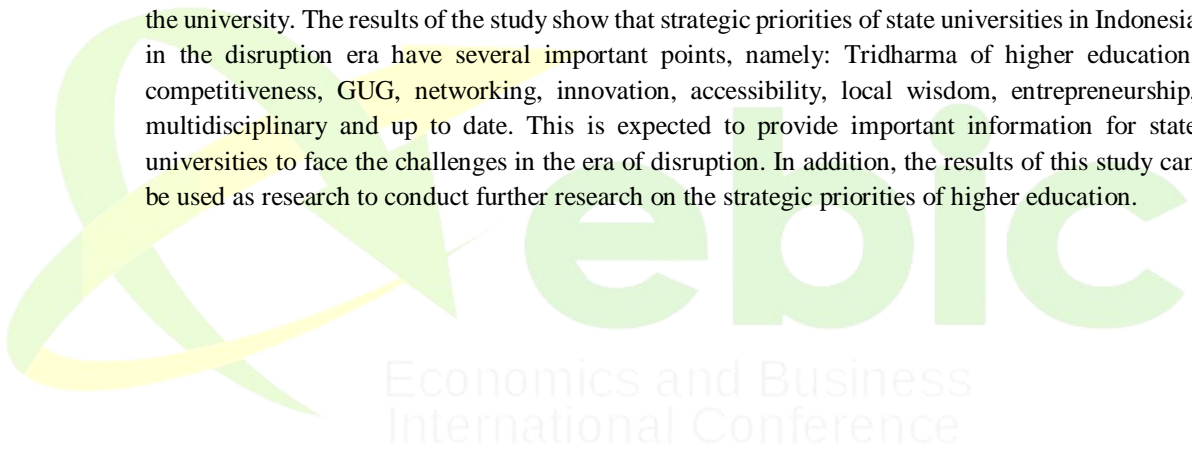 the university. The results of the study show that strategic priorities of state universities in Indonesia
in the disruption era have several important points, namely: Tridharma of higher education,
competitiveness, GUG, networking, innovation, accessibility, local wisdom, entrepreneurship,
multidisciplinary and up to date. This is expected to provide important information for state
universities to face the challenges in the era of disruption. In addition, the results of this study can
be used as research to conduct further research on the strategic priorities of higher education.
ebic
Economics and Business
International Conference